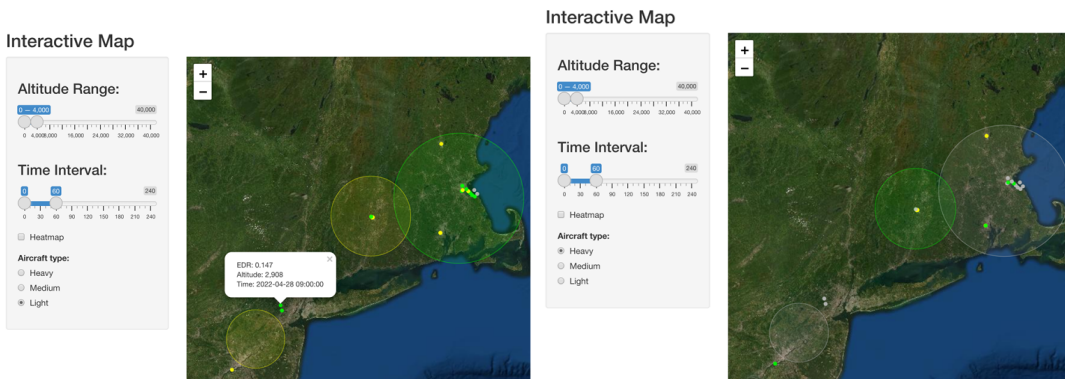 Interactive Map
Altitude Range:
0 — 4,000
40,000
0 4,000 8,000 16,000 24,000 32,000 40,000
Time Interval:
0
60
240
0 30 60 90 120 150 180 210 240
Heatmap
Aircraft type:
Heavy
Medium
Light
+
−
EDR: 0.147
Altitude: 2,908
Time: 2022-04-28 09:00:00
×
Interactive Map
Altitude Range:
0 — 4,000
40,000
0 4,000 8,000 16,000 24,000 32,000 40,000
Time Interval:
0
60
240
0 30 60 90 120 150 180 210 240
Heatmap
Aircraft type:
Heavy
Medium
Light
+
−